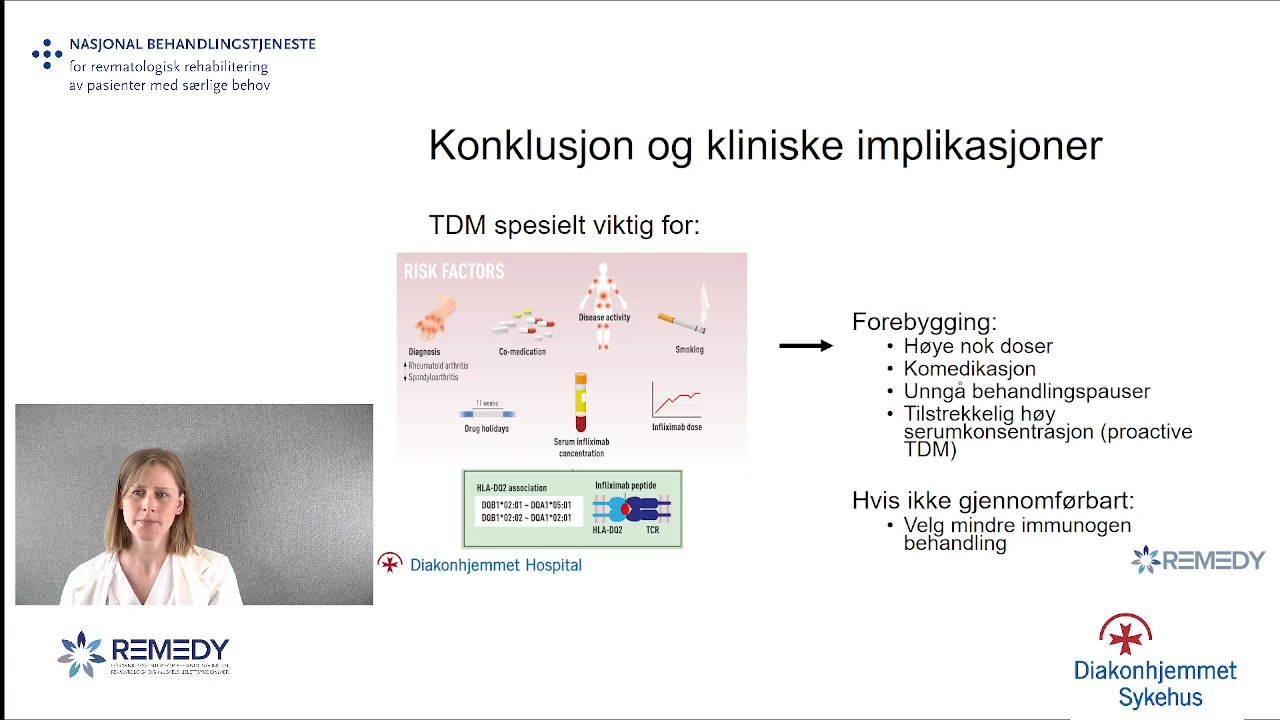 NASJONAL BEHANDLINGSTJENESTE
for revmatologisk rehabilitering
av pasienter med særlige behov
Konklusjon og kliniske implikasjoner
TDM spesielt viktig for:
RISK FACTORS
Diagnosis
Rheumatoid arthritis
Spondyloarthritis
Co-medication
Disease activity
Smoking
11 weeks
Drug holidays
Serum infliximab
concentration
Infliximab dose
HLA-DQ2 association
DQB1*02:01 – DQA1*05:01
DQB1*02:02 – DQA1*02:01
Infliximab peptide
HLA-DQ2
TCR
Diakonhjemmet Hospital
Forebygging:
• Høye nok doser
• Komedikasjon
• Unngå behandlingspauser
• Tilstrekkelig høy
serumkonsentrasjon (proactive
TDM)
Hvis ikke gjennomførbart:
• Velg mindre immunogen
behandling
REMEDY
REMEDY
Diakonhjemmet
Sykehus